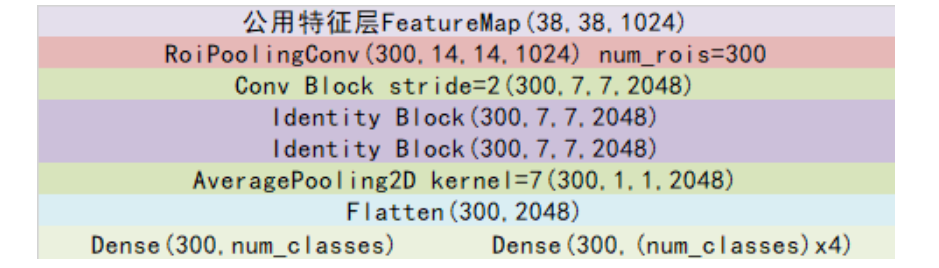 公用特征层FeatureMap(38,38,1024)
RoiPoolingConv(300,14,14,1024) num_rois=300
Conv Block stride=2(300,7,7,2048)
Identity Block(300,7,7,2048)
Identity Block(300,7,7,2048)
AveragePooling2D kernel=7(300,1,1,2048)
Flatten(300,2048)
Dense(300,num_classes) Dense(300,(num_classes)x4)